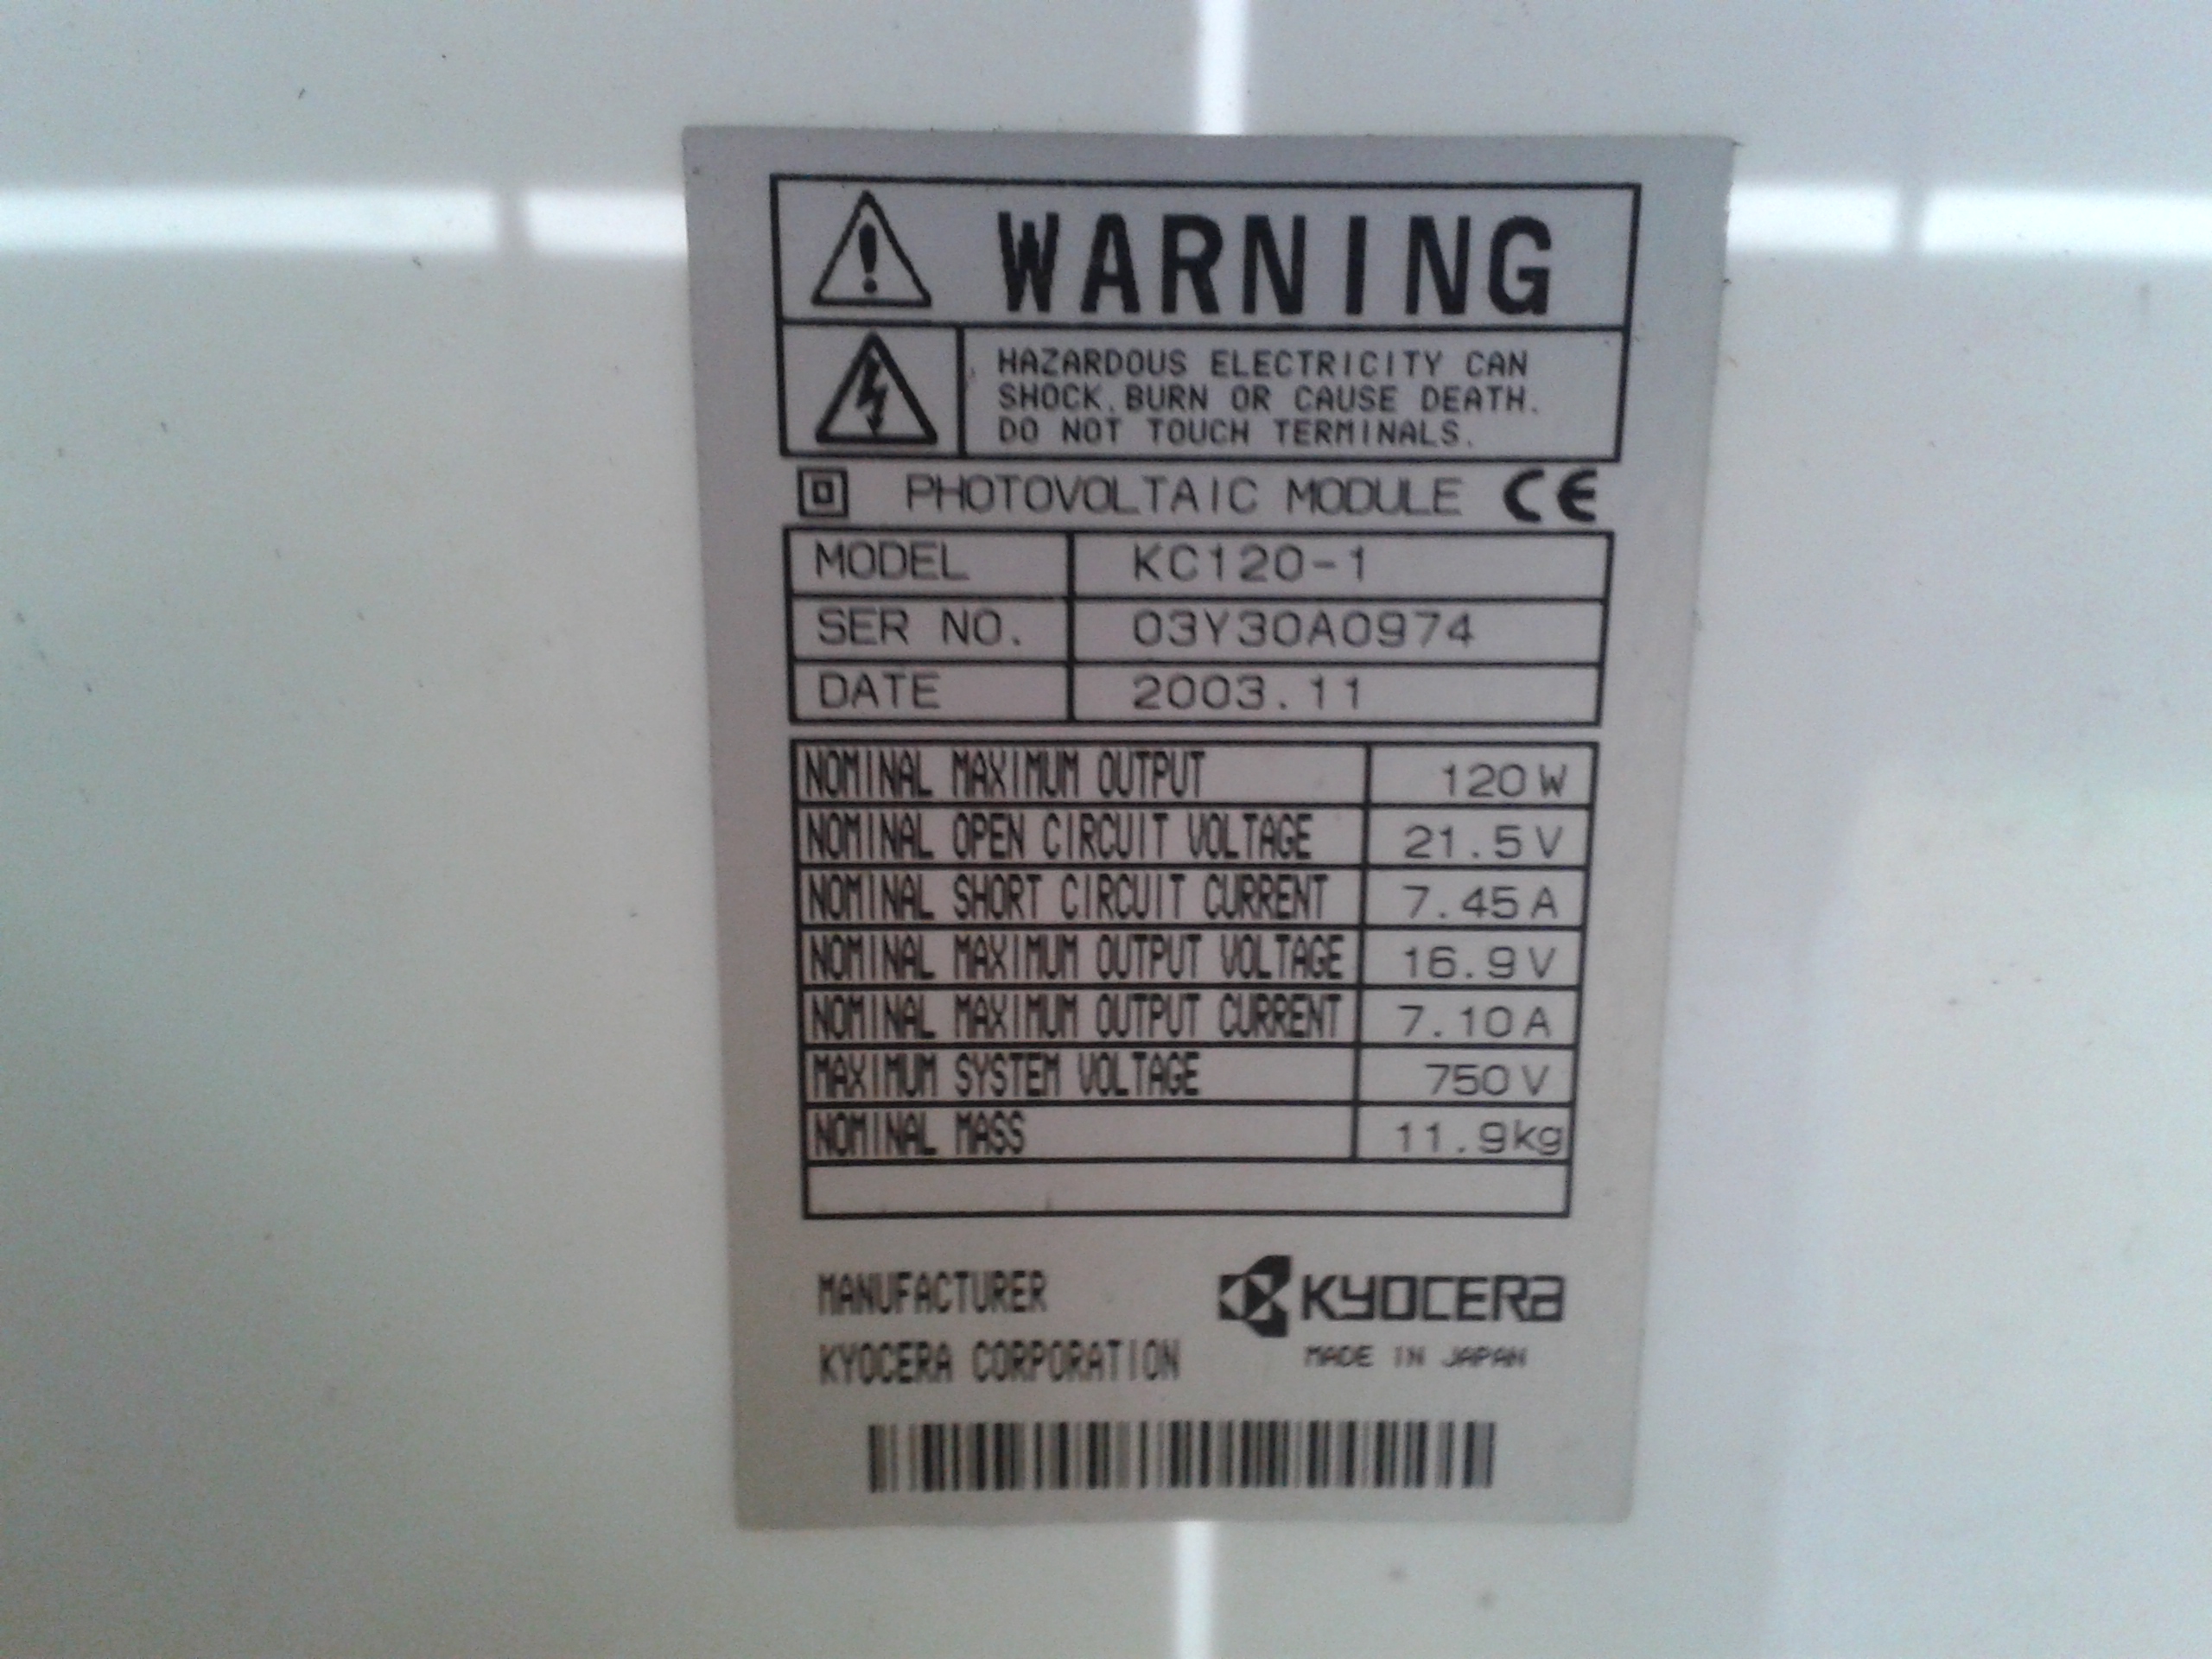 WARNING
HAZARDOUS ELECTRICITY CAN
SHOCK, BURN OR CAUSE DEATH.
DO NOT TOUCH TERMINALS.
PHOTOVOLTAIC MODULE CE
MODEL KC120-1
SER NO. 03Y30A0974
DATE 2003.11
NOMINAL MAXIMUM OUTPUT 120W
NOMINAL OPEN CIRCUIT VOLTAGE 21.5V
NOMINAL SHORT CIRCUIT CURRENT 7.45A
NOMINAL MAXIMUM OUTPUT VOLTAGE 16.9V
NOMINAL MAXIMUM OUTPUT CURRENT 7.10A
MAXIMUM SYSTEM VOLTAGE 750V
NOMINAL MASS 11.9kg
MANUFACTURER
KYOCERA CORPORATION
KYOCERA
MADE IN JAPAN